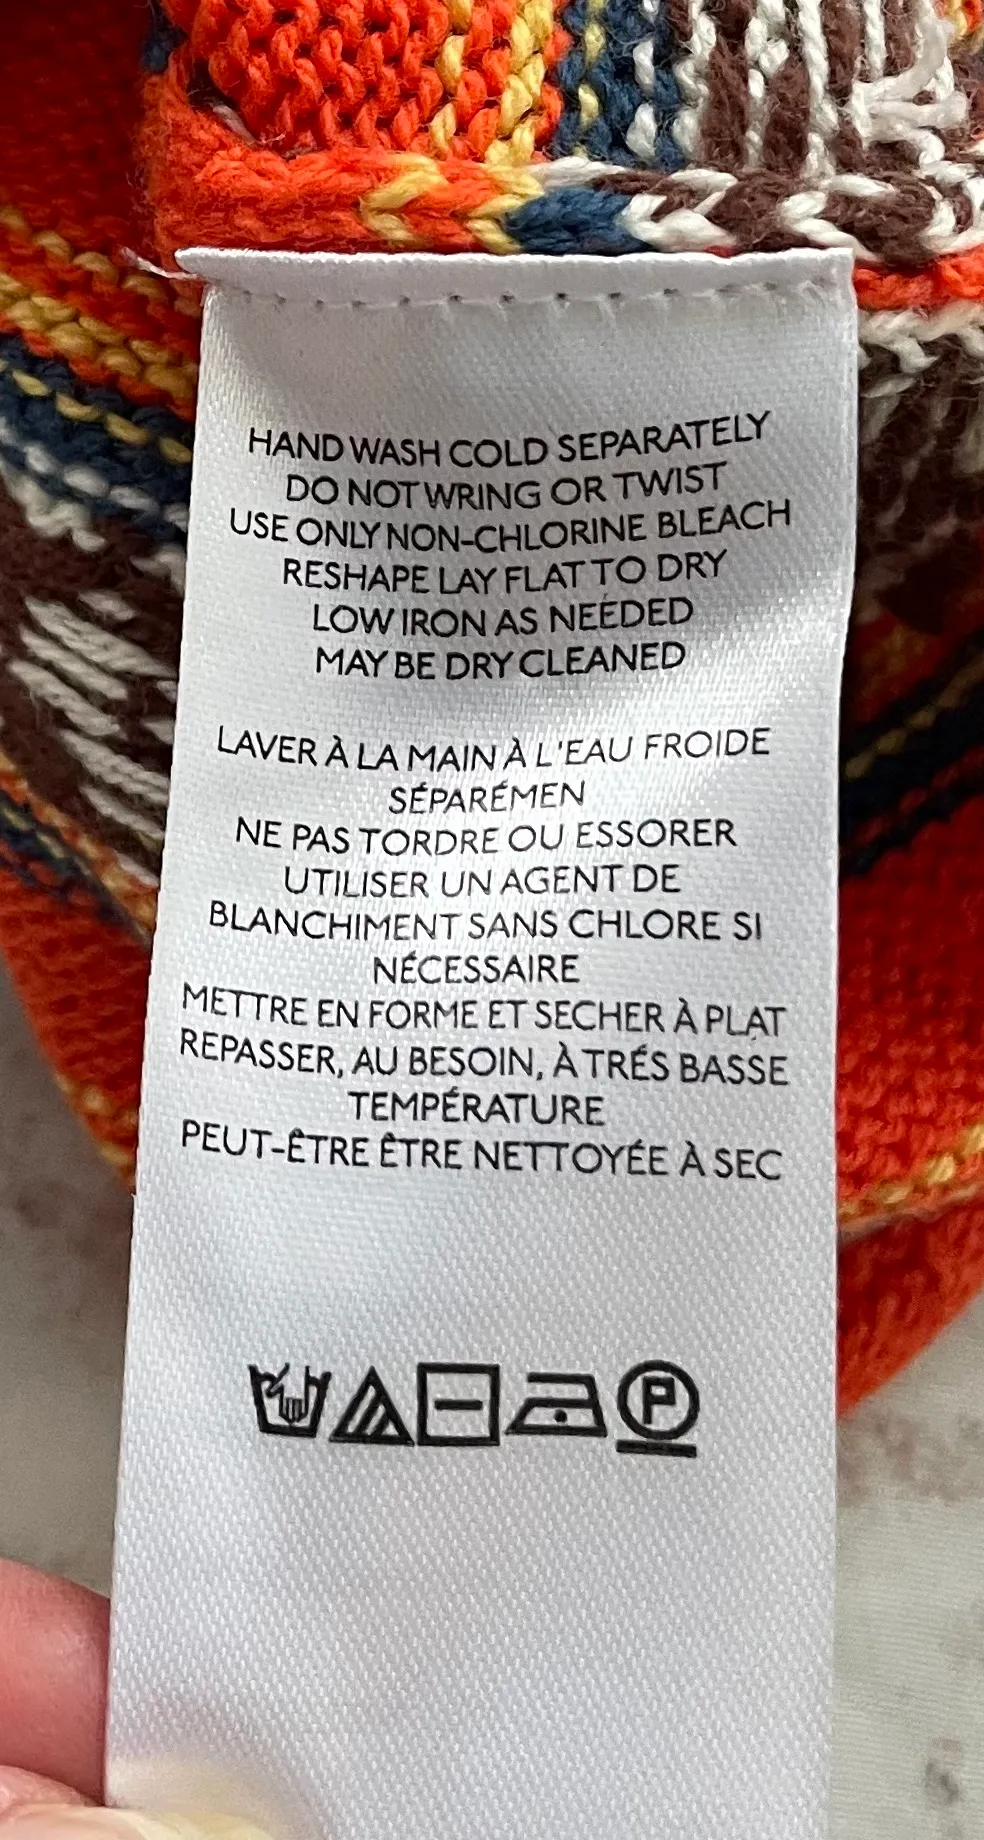 HAND WASH COLD SEPARATELY
DO NOT WRING OR TWIST
USE ONLY NON-CHLORINE BLEACH
RESHAPE LAY FLAT TO DRY
LOW IRON AS NEEDED
MAY BE DRY CLEANED
LAVER À LA MAIN À L'EAU FROIDE
SÉPARÉMEN
NE PAS TORDRE OU ESSORER
UTILISER UN AGENT DE
BLANCHIMENT SANS CHLORE SI
NÉCESSAIRE
METTRE EN FORME ET SECHER À PLAT
REPASSER, AU BESOIN, À TRÉS BASSE
TEMPÉRATURE
PEUT-ÊTRE ÊTRE NETTOYÉE À SEC
P